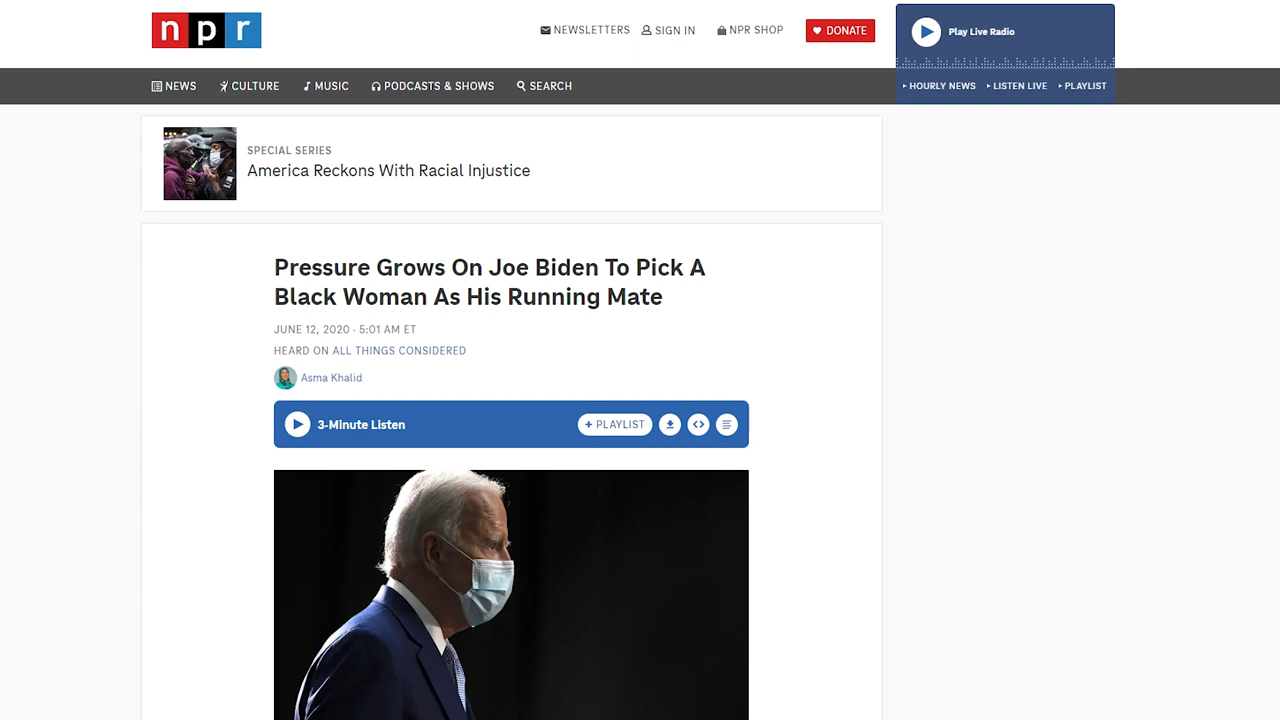 npr
NEWSLETTERS SIGN IN NPR SHOP DONATE
Play Live Radio
NEWS CULTURE MUSIC PODCASTS & SHOWS SEARCH
HOURLY NEWS LISTEN LIVE PLAYLIST
SPECIAL SERIES
America Reckons With Racial Injustice
Pressure Grows On Joe Biden To Pick A
Black Woman As His Running Mate
JUNE 12, 2020 · 5:01 AM ET
HEARD ON ALL THINGS CONSIDERED
Asma Khalid
3-Minute Listen
+ PLAYLIST